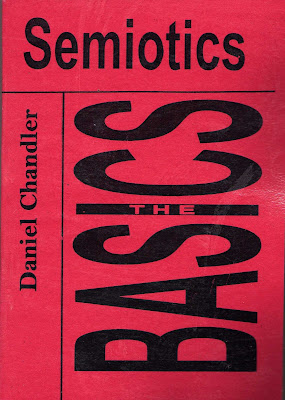 Semiotics
Daniel Chandler
THE
BASICS